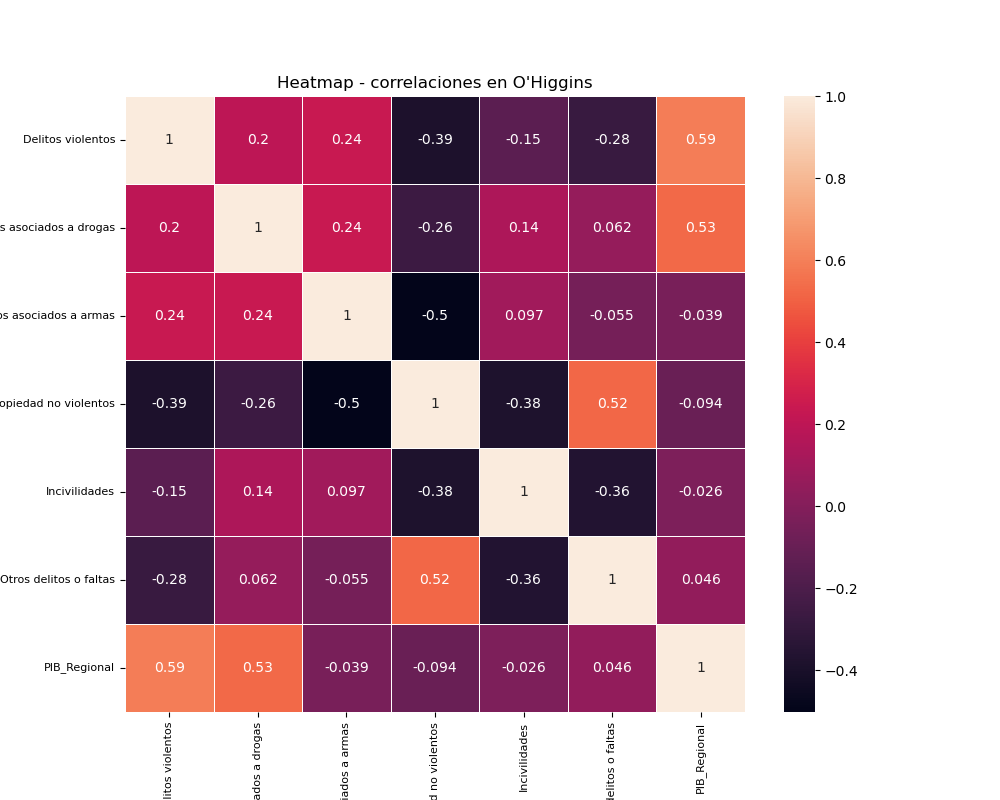 Heatmap - correlaciones en O'Higgins
Delitos violentos 1 0.2 0.24 -0.39 -0.15 -0.28 0.59
asociados a drogas 0.2 1 0.24 -0.26 0.14 0.062 0.53
asociados a armas 0.24 0.24 1 -0.5 0.097 -0.055 -0.039
no violentos -0.39 -0.26 -0.5 1 -0.38 0.52 -0.094
Incivilidades -0.15 0.14 0.097 -0.38 1 -0.36 -0.026
Otros delitos o faltas -0.28 0.062 -0.055 0.52 -0.36 1 0.046
PIB_Regional 0.59 0.53 -0.039 -0.094 -0.026 0.046 1
violentos
a drogas
a armas
no violentos
Incivilidades
delitos o faltas
PIB_Regional
1.0
0.8
0.6
0.4
0.2
0.0
−0.2
−0.4